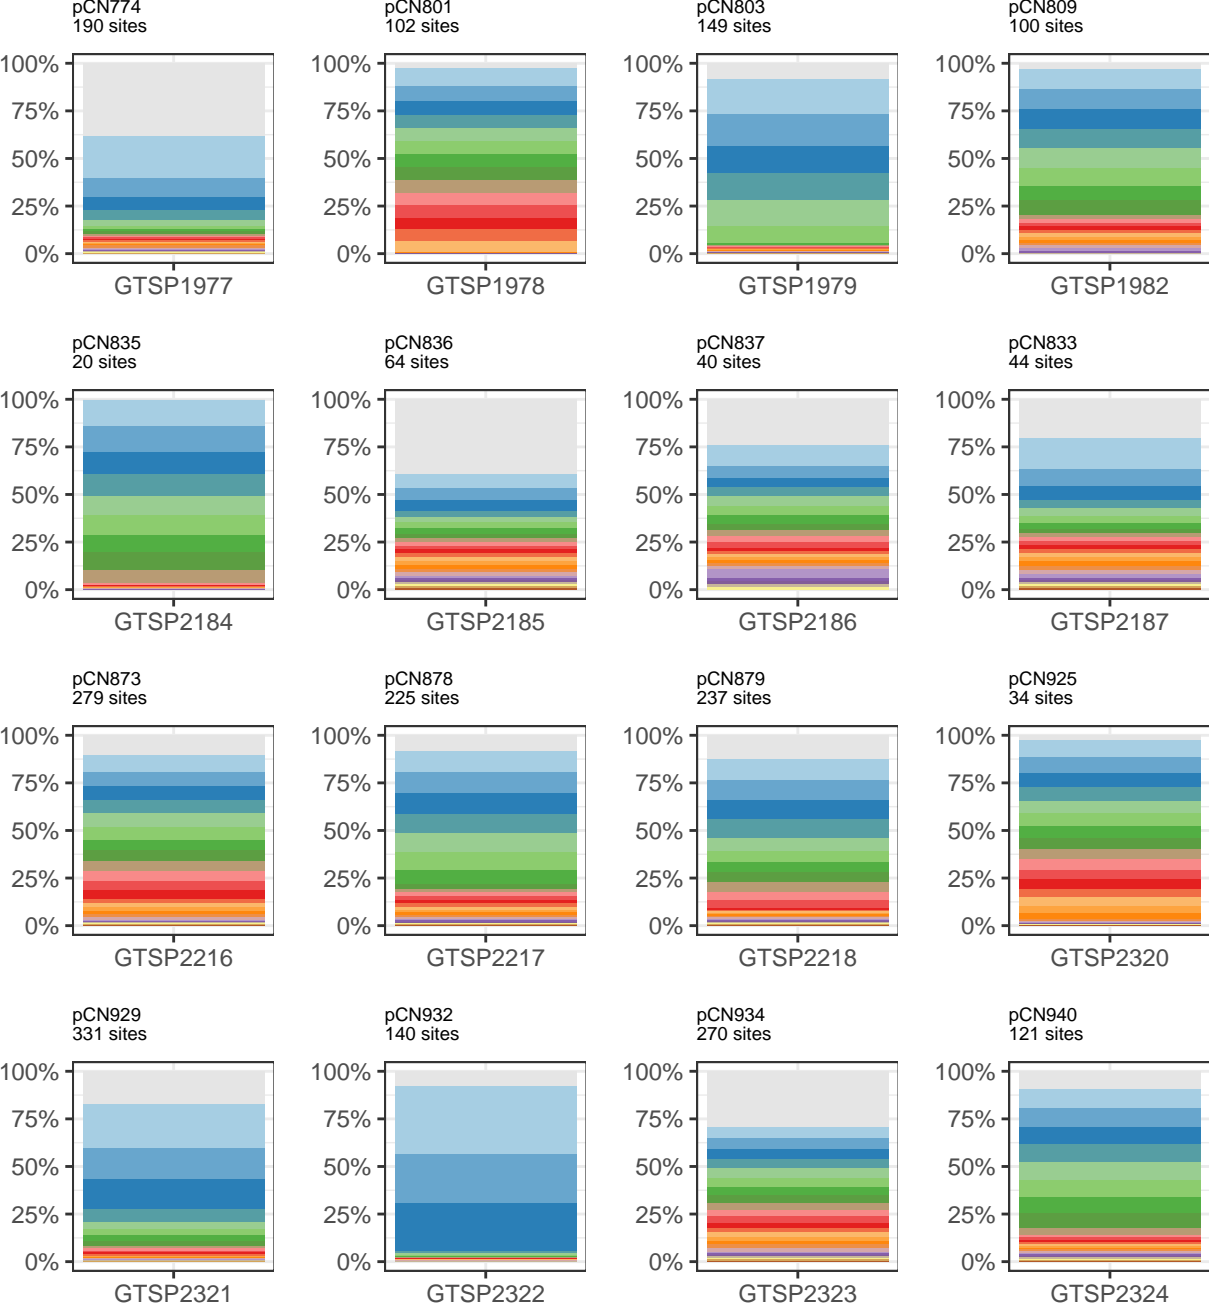 pCN774
190 sites
100%
75%
50%
25%
0%
GTSP1977
pCN801
102 sites
100%
75%
50%
25%
0%
GTSP1978
pCN803
149 sites
100%
75%
50%
25%
0%
GTSP1979
pCN809
100 sites
100%
75%
50%
25%
0%
GTSP1982
pCN835
20 sites
100%
75%
50%
25%
0%
GTSP2184
pCN836
64 sites
100%
75%
50%
25%
0%
GTSP2185
pCN837
40 sites
100%
75%
50%
25%
0%
GTSP2186
pCN833
44 sites
100%
75%
50%
25%
0%
GTSP2187
pCN873
279 sites
100%
75%
50%
25%
0%
GTSP2216
pCN878
225 sites
100%
75%
50%
25%
0%
GTSP2217
pCN879
237 sites
100%
75%
50%
25%
0%
GTSP2218
pCN925
34 sites
100%
75%
50%
25%
0%
GTSP2320
pCN929
331 sites
100%
75%
50%
25%
0%
GTSP2321
pCN932
140 sites
100%
75%
50%
25%
0%
GTSP2322
pCN934
270 sites
100%
75%
50%
25%
0%
GTSP2323
pCN940
121 sites
100%
75%
50%
25%
0%
GTSP2324